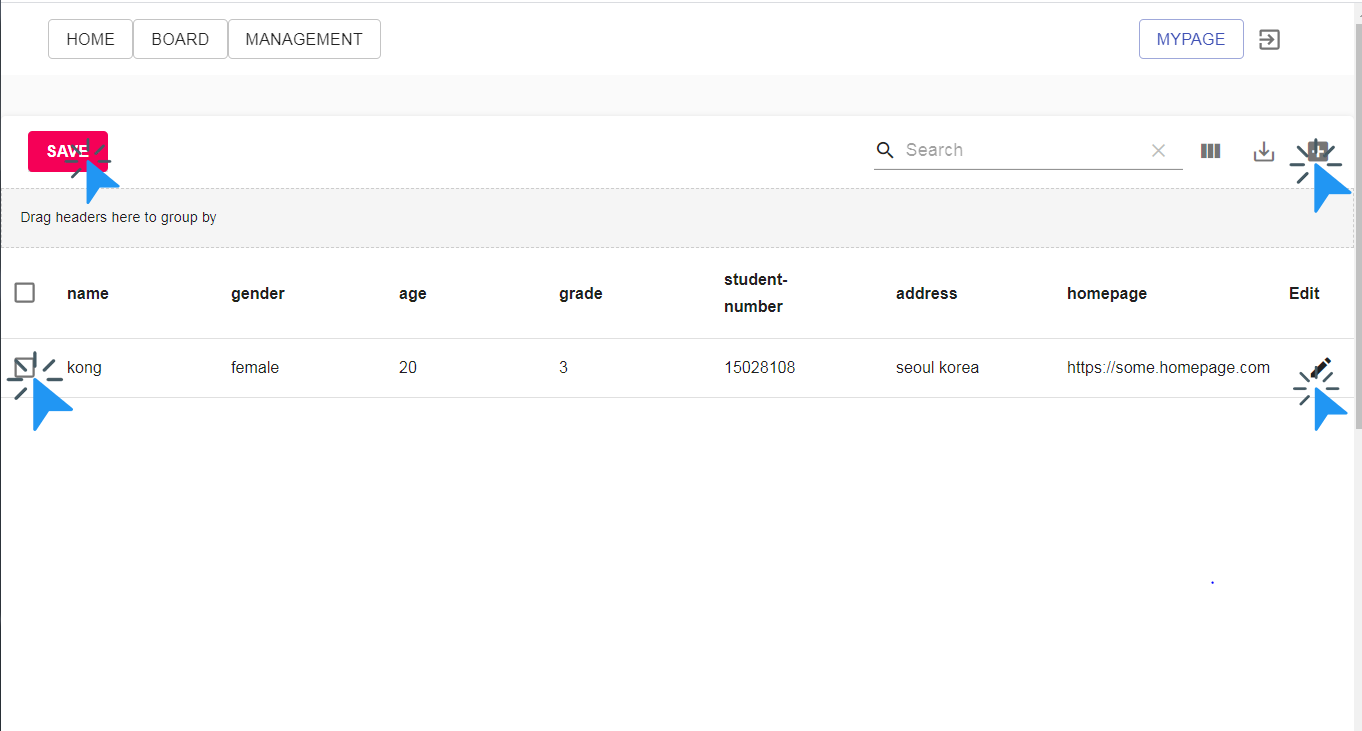 HOME BOARD MANAGEMENT MYPAGE
SAVE Search
Drag headers here to group by
name gender age grade student-number address homepage Edit
kong female 20 3 15028108 seoul korea https://some.homepage.com